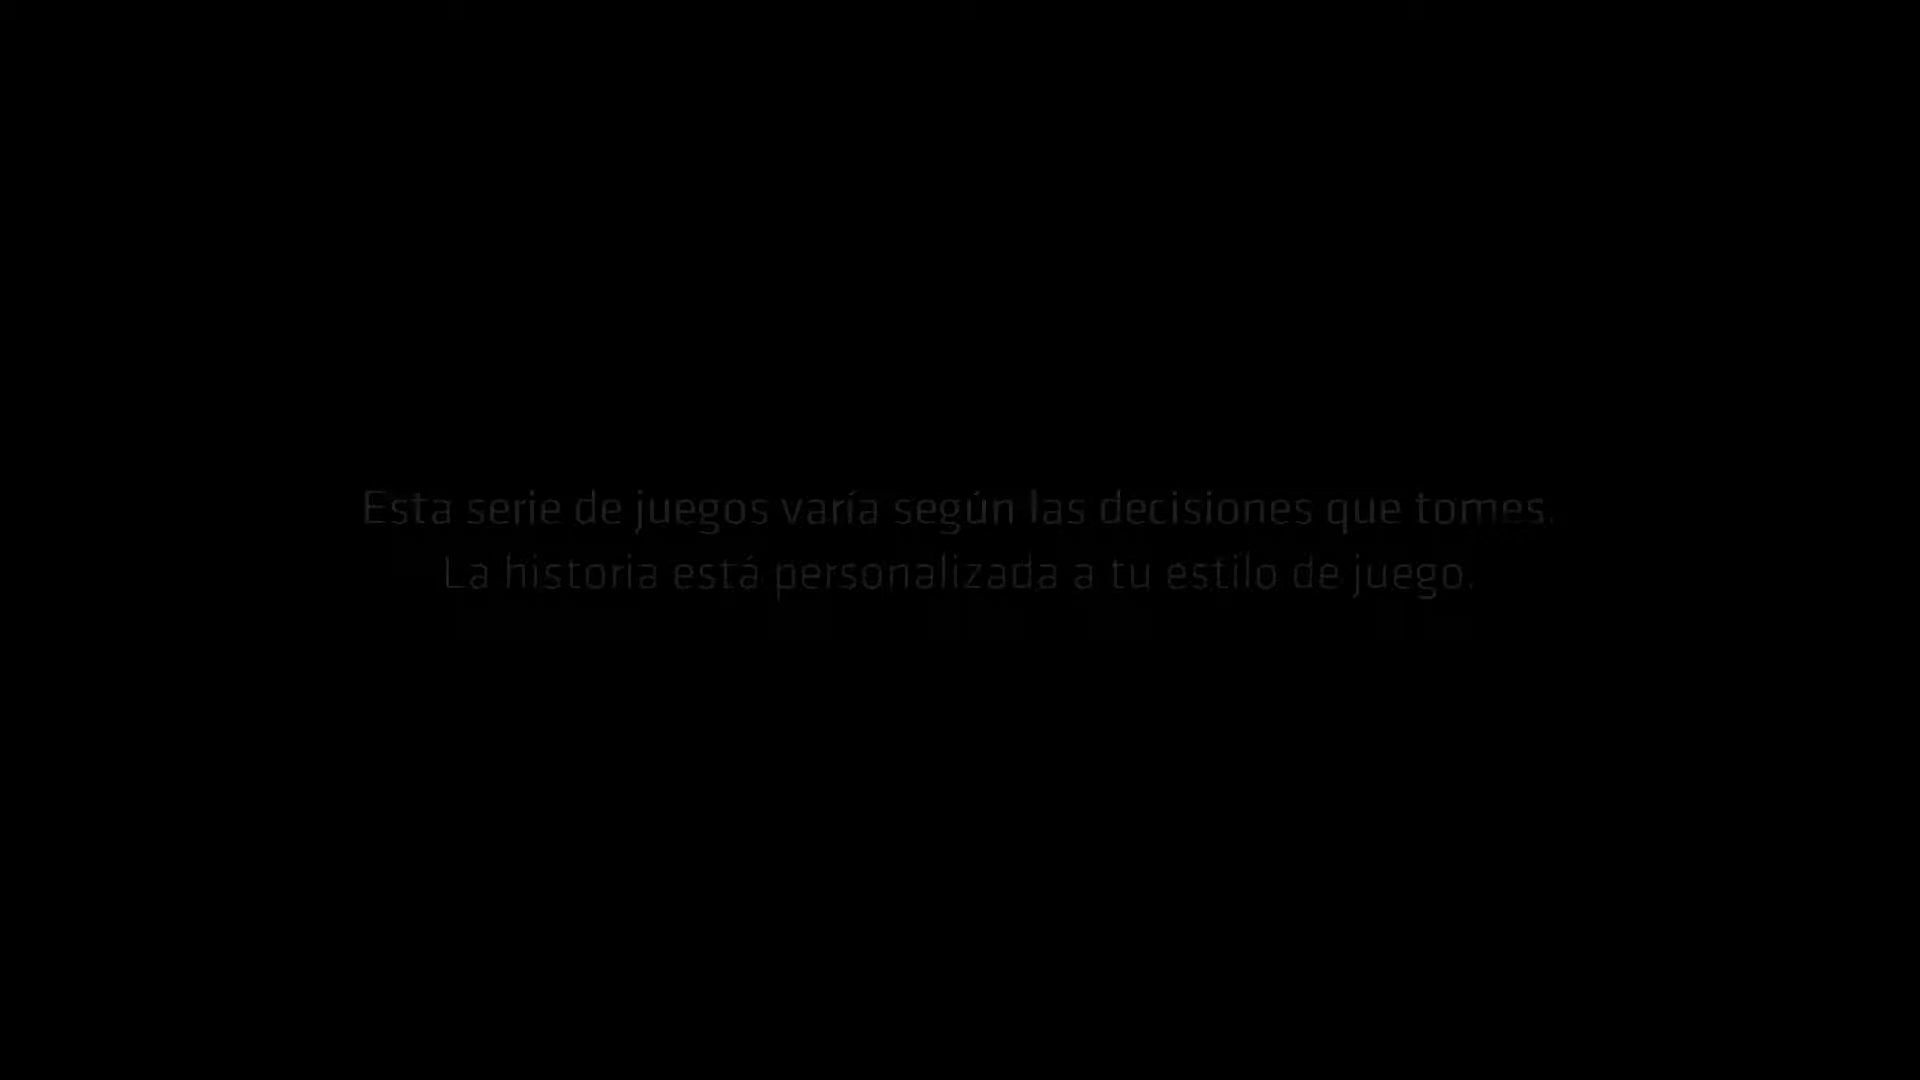 Esta serie de juegos varía según las decisiones que tomes.
La historia está personalizada a tu estilo de juego.